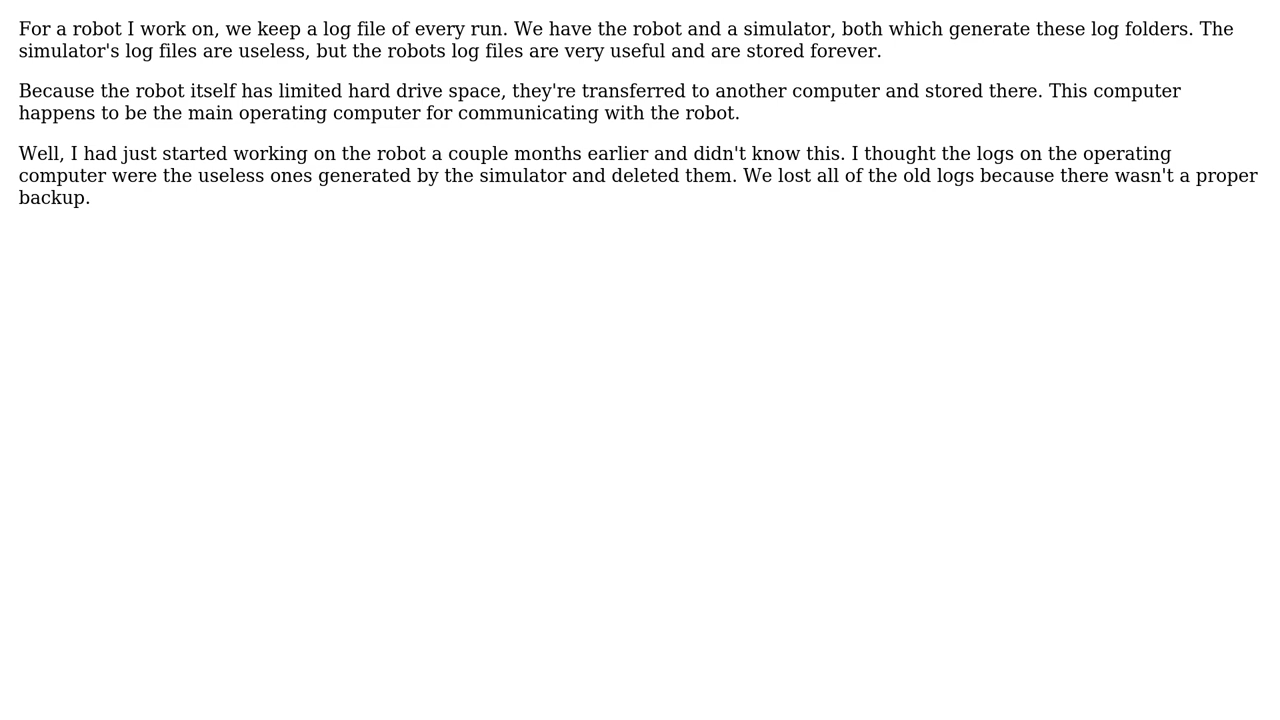 For a robot I work on, we keep a log file of every run. We have the robot and a simulator, both which generate these log folders. The
simulator's log files are useless, but the robots log files are very useful and are stored forever.
Because the robot itself has limited hard drive space, they're transferred to another computer and stored there. This computer
happens to be the main operating computer for communicating with the robot.
Well, I had just started working on the robot a couple months earlier and didn't know this. I thought the logs on the operating
computer were the useless ones generated by the simulator and deleted them. We lost all of the old logs because there wasn't a proper
backup.